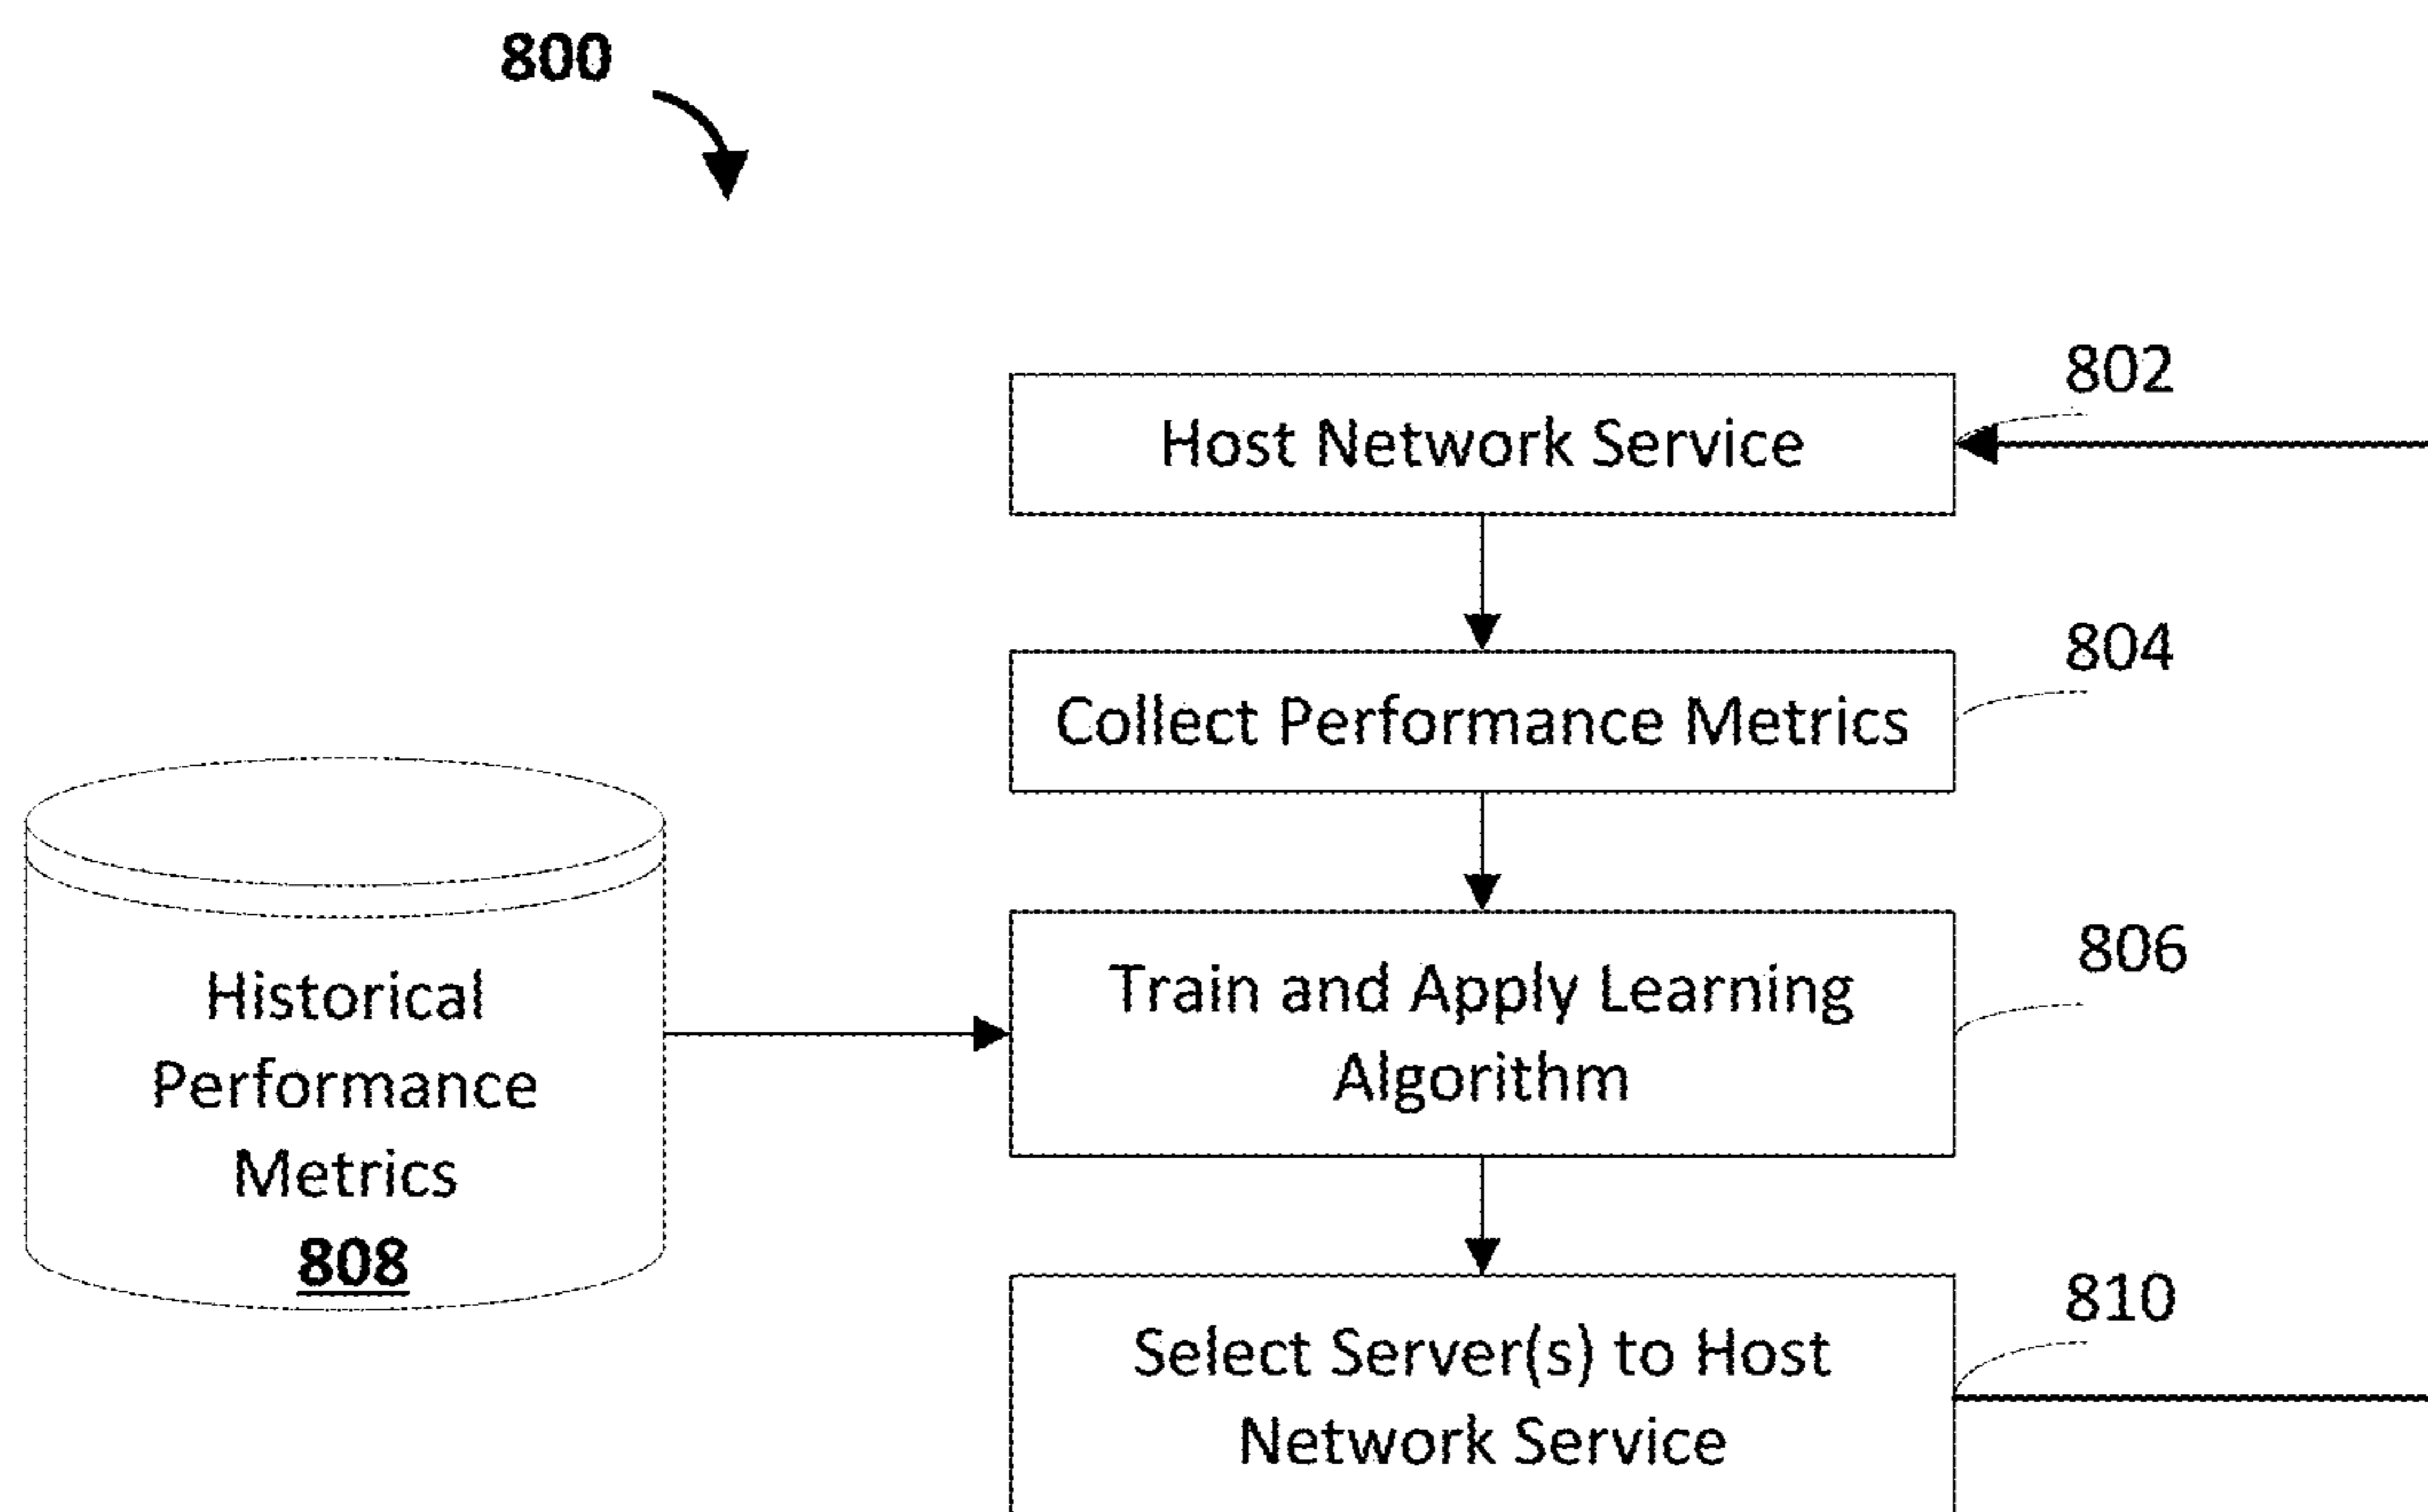 800
802
Host Network Service
804
Collect Performance Metrics
806
Train and Apply Learning
Algorithm
Historical
Performance
Metrics
808
810
Select Server(s) to Host
Network Service